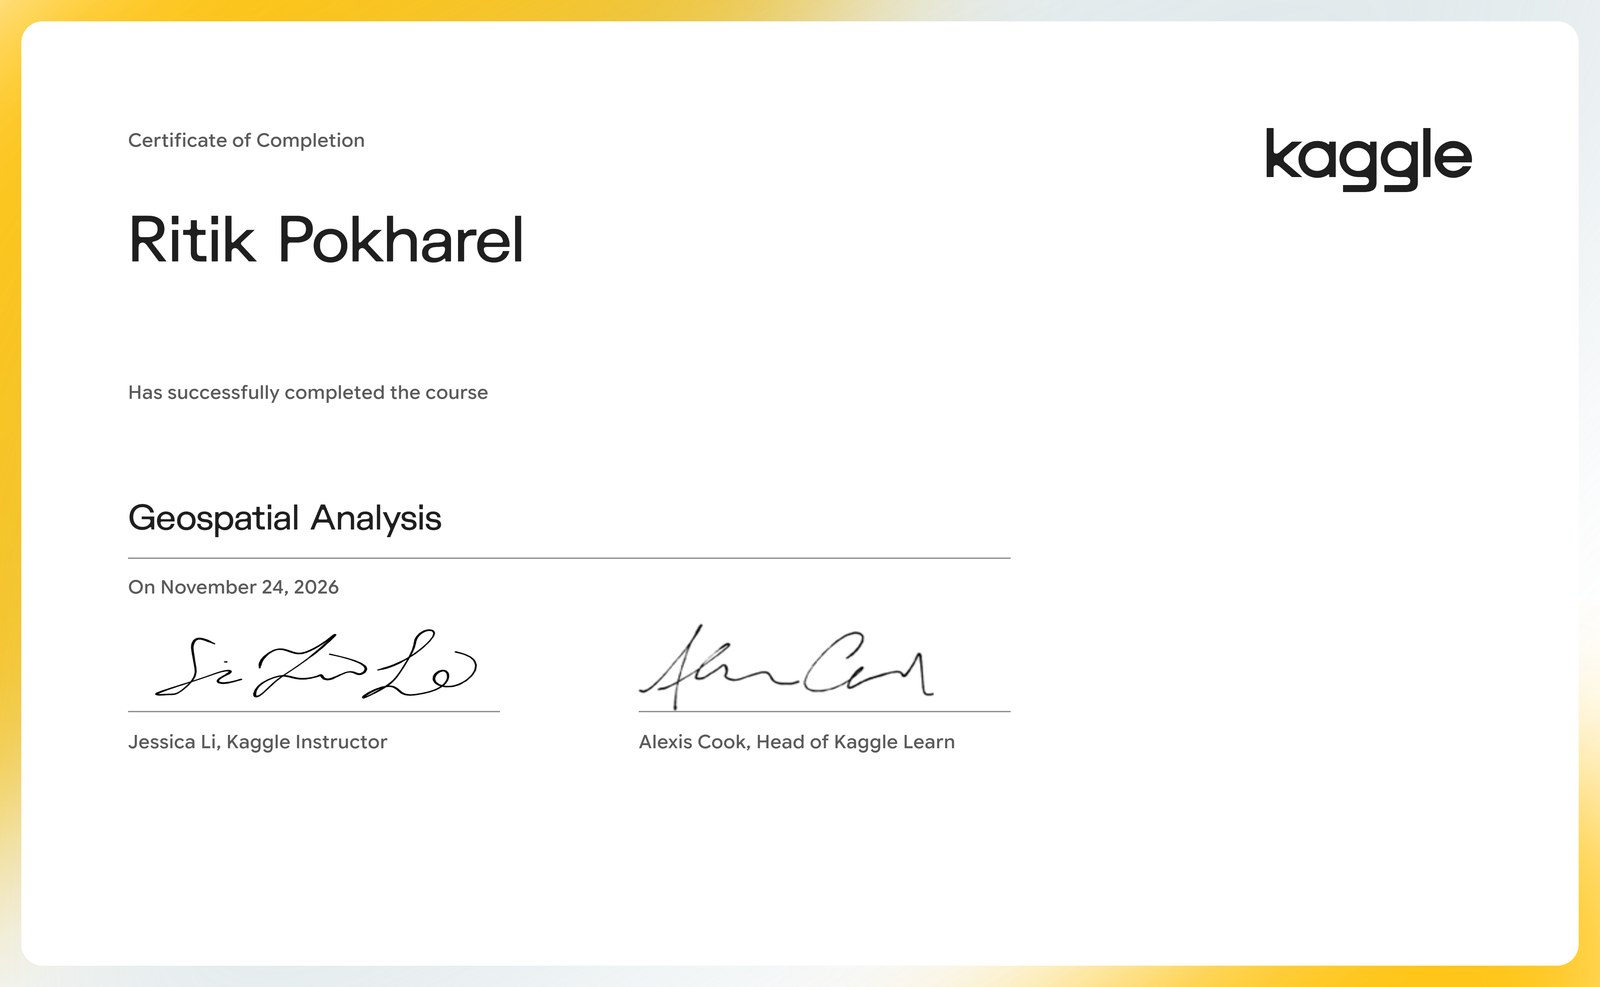 Certificate of Completion
kaggle
Ritik Pokharel
Has successfully completed the course
Geospatial Analysis
On November 24, 2026
Jessica Li, Kaggle Instructor
Alexis Cook, Head of Kaggle Learn